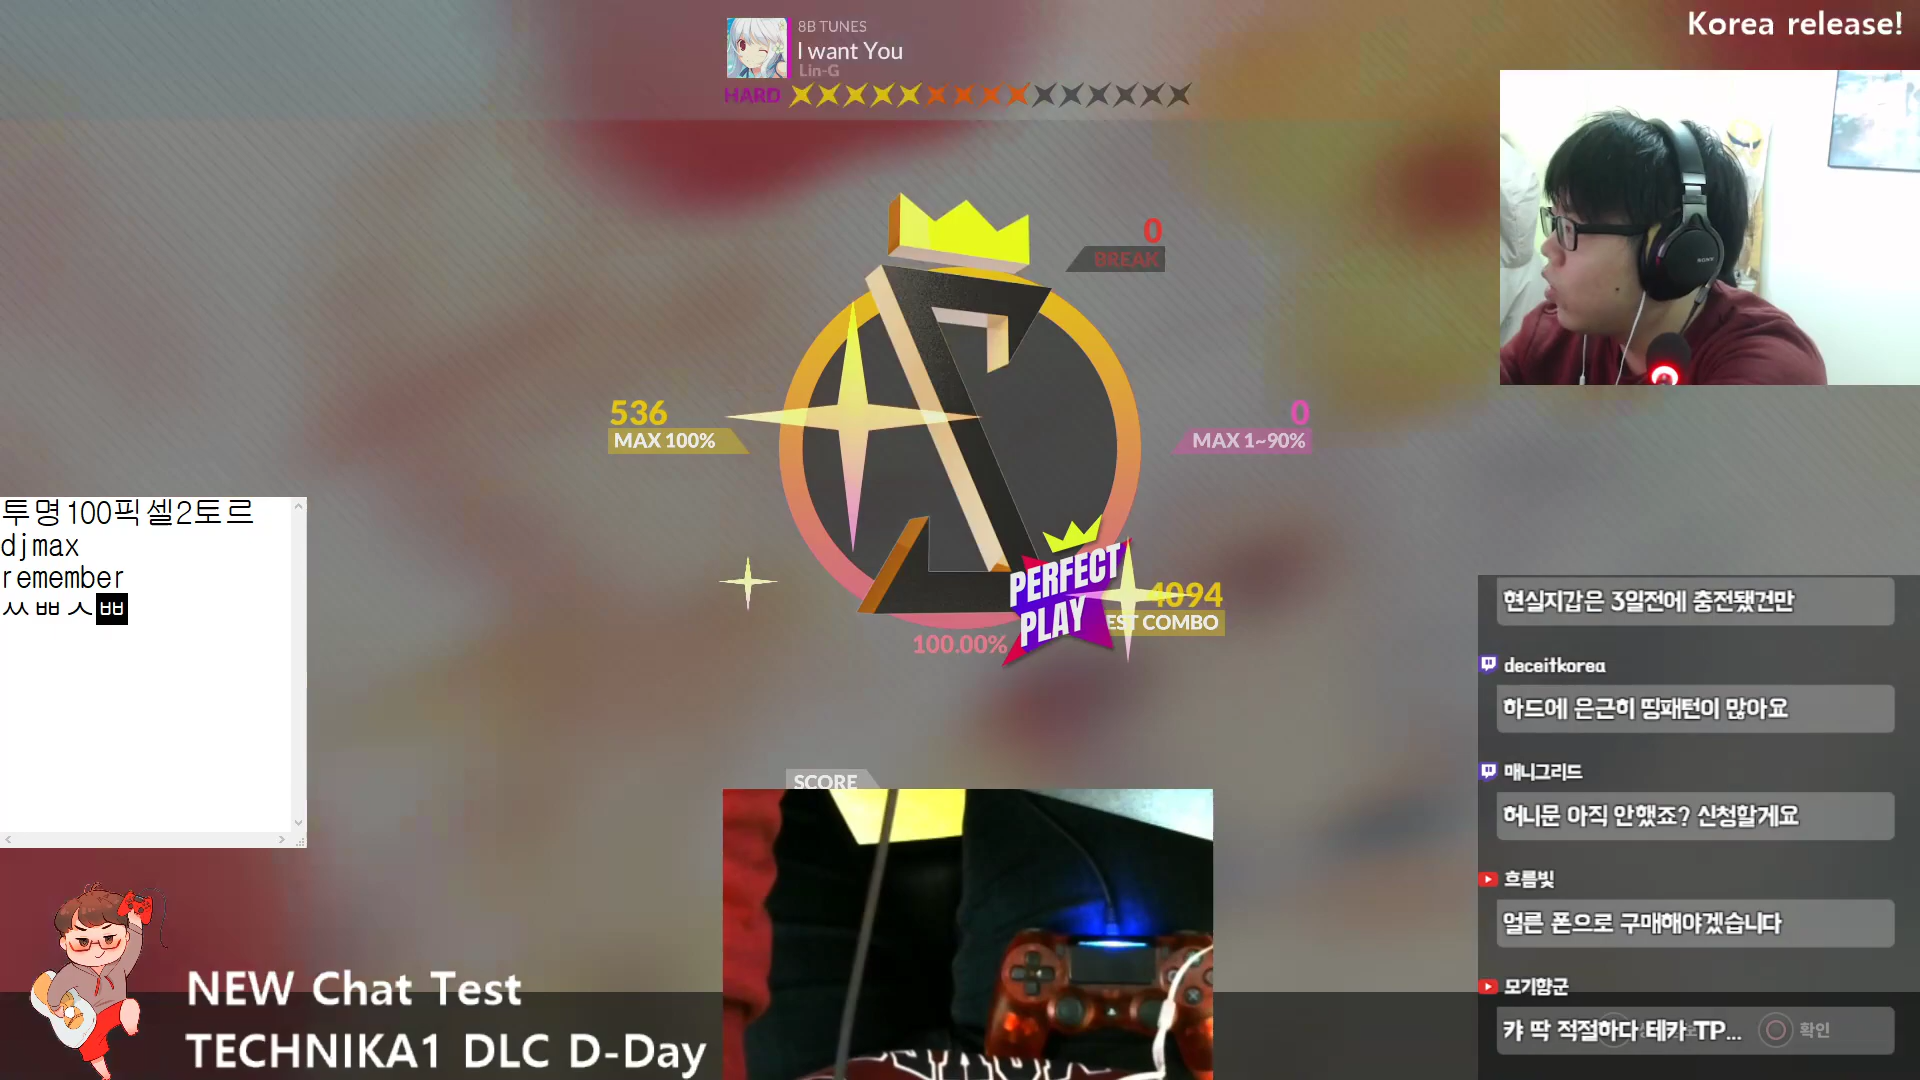 8B TUNES
I want You
Lin-G
HARD
Korea release!
0
BREAK
536
MAX 100%
0
MAX 1~90%
PERFECT
PLAY
4094
EST COMBO
100.00%
SCORE
투명100픽셀2토르
djmax
remember
ㅆㅃㅅㅃ
SONY
현실지갑은 3일전에 충전됐건만
deceitkorea
하드에 은근히 띵패턴이 많아요
매니그리드
허니문 아직 안했죠? 신청할게요
흐름빛
얼른 폰으로 구매해야겠습니다
모기향군
캬 딱 적절하다 테카 TP...
확인
NEW Chat Test
TECHNIKA1 DLC D-Day